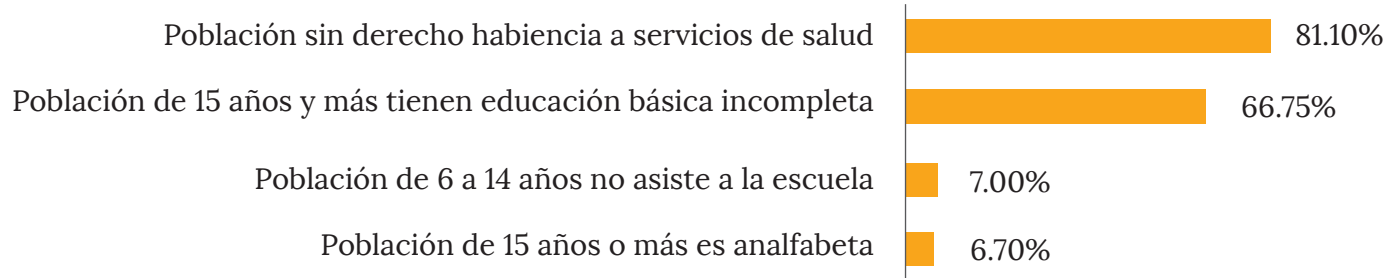 Población sin derecho habiencia a servicios de salud 81.10%
Población de 15 años y más tienen educación básica incompleta 66.75%
Población de 6 a 14 años no asiste a la escuela 7.00%
Población de 15 años o más es analfabeta 6.70%